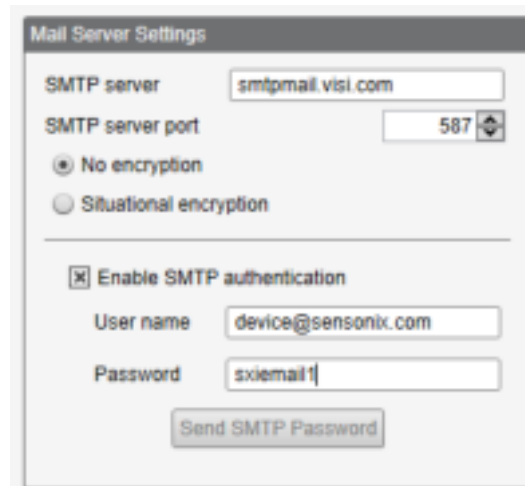 Mail Server Settings
SMTP server smtpmail.visi.com
SMTP server port 587
No encryption
Situational encryption
Enable SMTP authentication
User name device@sensonix.com
Password sxiemail1
Send SMTP Password